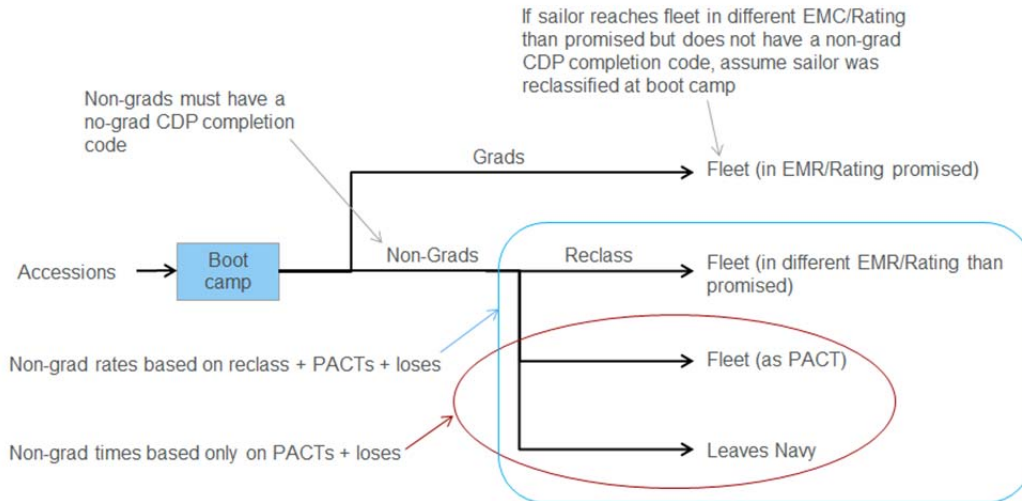 If sailor reaches fleet in different EMC/Rating
than promised but does not have a non-grad
CDP completion code, assume sailor was
reclassified at boot camp
Non-grads must have a
no-grad CDP completion
code
Grads
Fleet (in EMR/Rating promised)
Accessions
Boot
camp
Non-Grads
Reclass
Fleet (in different EMR/Rating than
promised)
Non-grad rates based on reclass + PACTs + loses
Fleet (as PACT)
Non-grad times based only on PACTs + loses
Leaves Navy